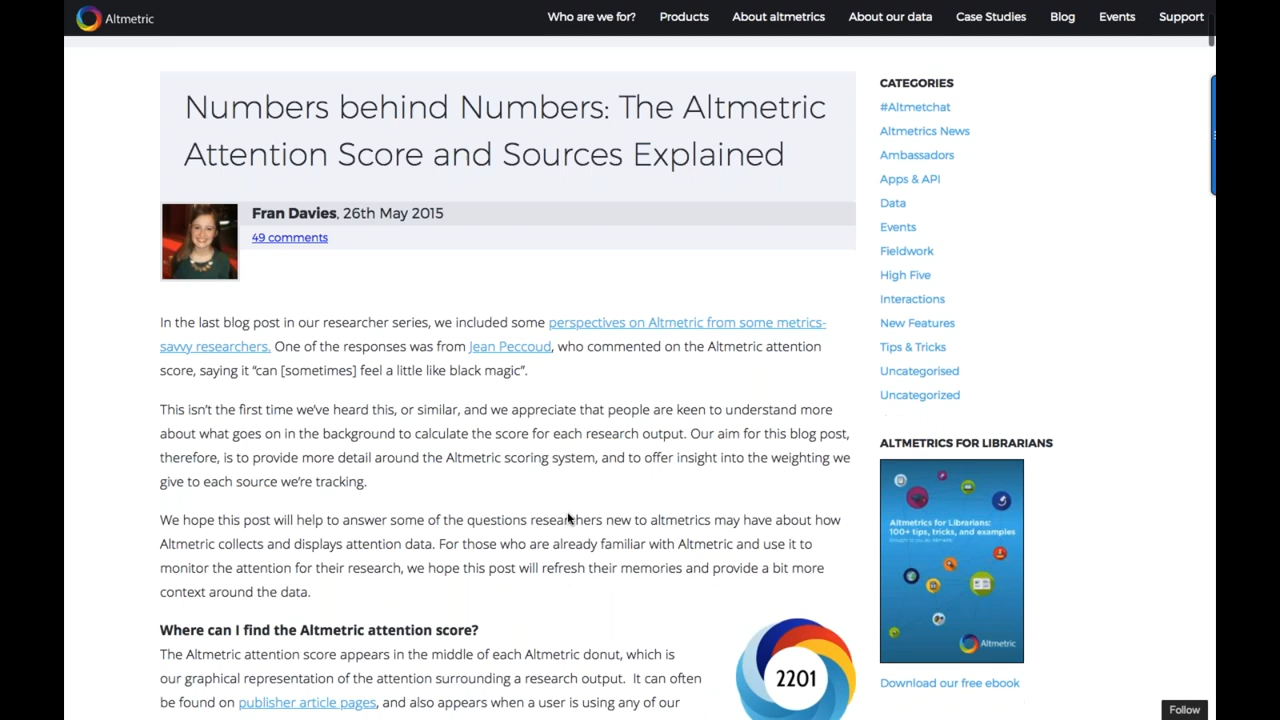 Altmetric
Who are we for?
Products
About altmetrics
About our data
Case Studies
Blog
Events
Support
Numbers behind Numbers: The Altmetric
Attention Score and Sources Explained
Fran Davies, 26th May 2015
49 comments
In the last blog post in our researcher series, we included some perspectives on Altmetric from some metrics-
savvy researchers. One of the responses was from Jean Peccoud, who commented on the Altmetric attention
score, saying it “can [sometimes] feel a little like black magic”.
This isn’t the first time we’ve heard this, or similar, and we appreciate that people are keen to understand more
about what goes on in the background to calculate the score for each research output. Our aim for this blog post,
therefore, is to provide more detail around the Altmetric scoring system, and to offer insight into the weighting we
give to each source we’re tracking.
We hope this post will help to answer some of the questions researchers new to altmetrics may have about how
Altmetric collects and displays attention data. For those who are already familiar with Altmetric and use it to
monitor the attention for their research, we hope this post will refresh their memories and provide a bit more
context around the data.
Where can I find the Altmetric attention score?
The Altmetric attention score appears in the middle of each Altmetric donut, which is
our graphical representation of the attention surrounding a research output. It can often
be found on publisher article pages, and also appears when a user is using any of our
2201
CATEGORIES
#Altmetchat
Altmetrics News
Ambassadors
Apps & API
Data
Events
Fieldwork
High Five
Interactions
New Features
Tips & Tricks
Uncategorised
Uncategorized
ALTMETRICS FOR LIBRARIANS
Altmetrics for Librarians:
100+ tips, tricks, and examples
Altmetric
Download our free ebook
Follow